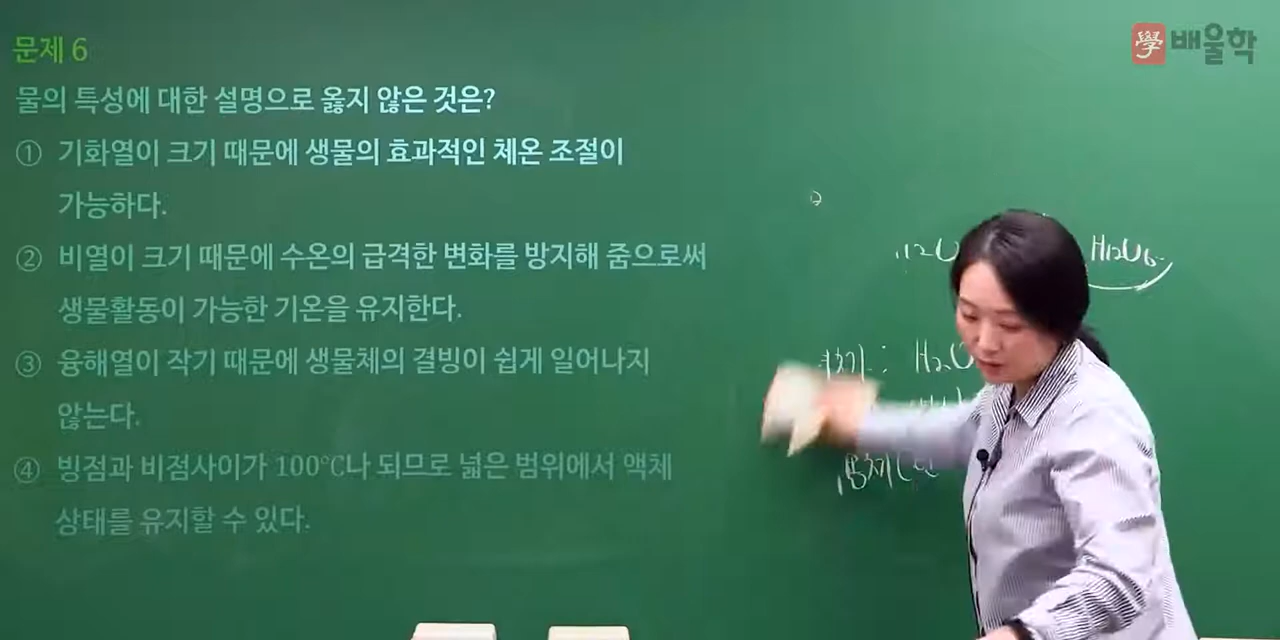 學 배울학
문제 6
물의 특성에 대한 설명으로 옳지 않은 것은?
① 기화열이 크기 때문에 생물의 효과적인 체온 조절이
가능하다.
② 비열이 크기 때문에 수온의 급격한 변화를 방지해 줌으로써
생물활동이 가능한 기온을 유지한다.
③ 융해열이 작기 때문에 생물체의 결빙이 쉽게 일어나지
않는다.
④ 빙점과 비점사이가 100℃나 되므로 넓은 범위에서 액체
상태를 유지할 수 있다.